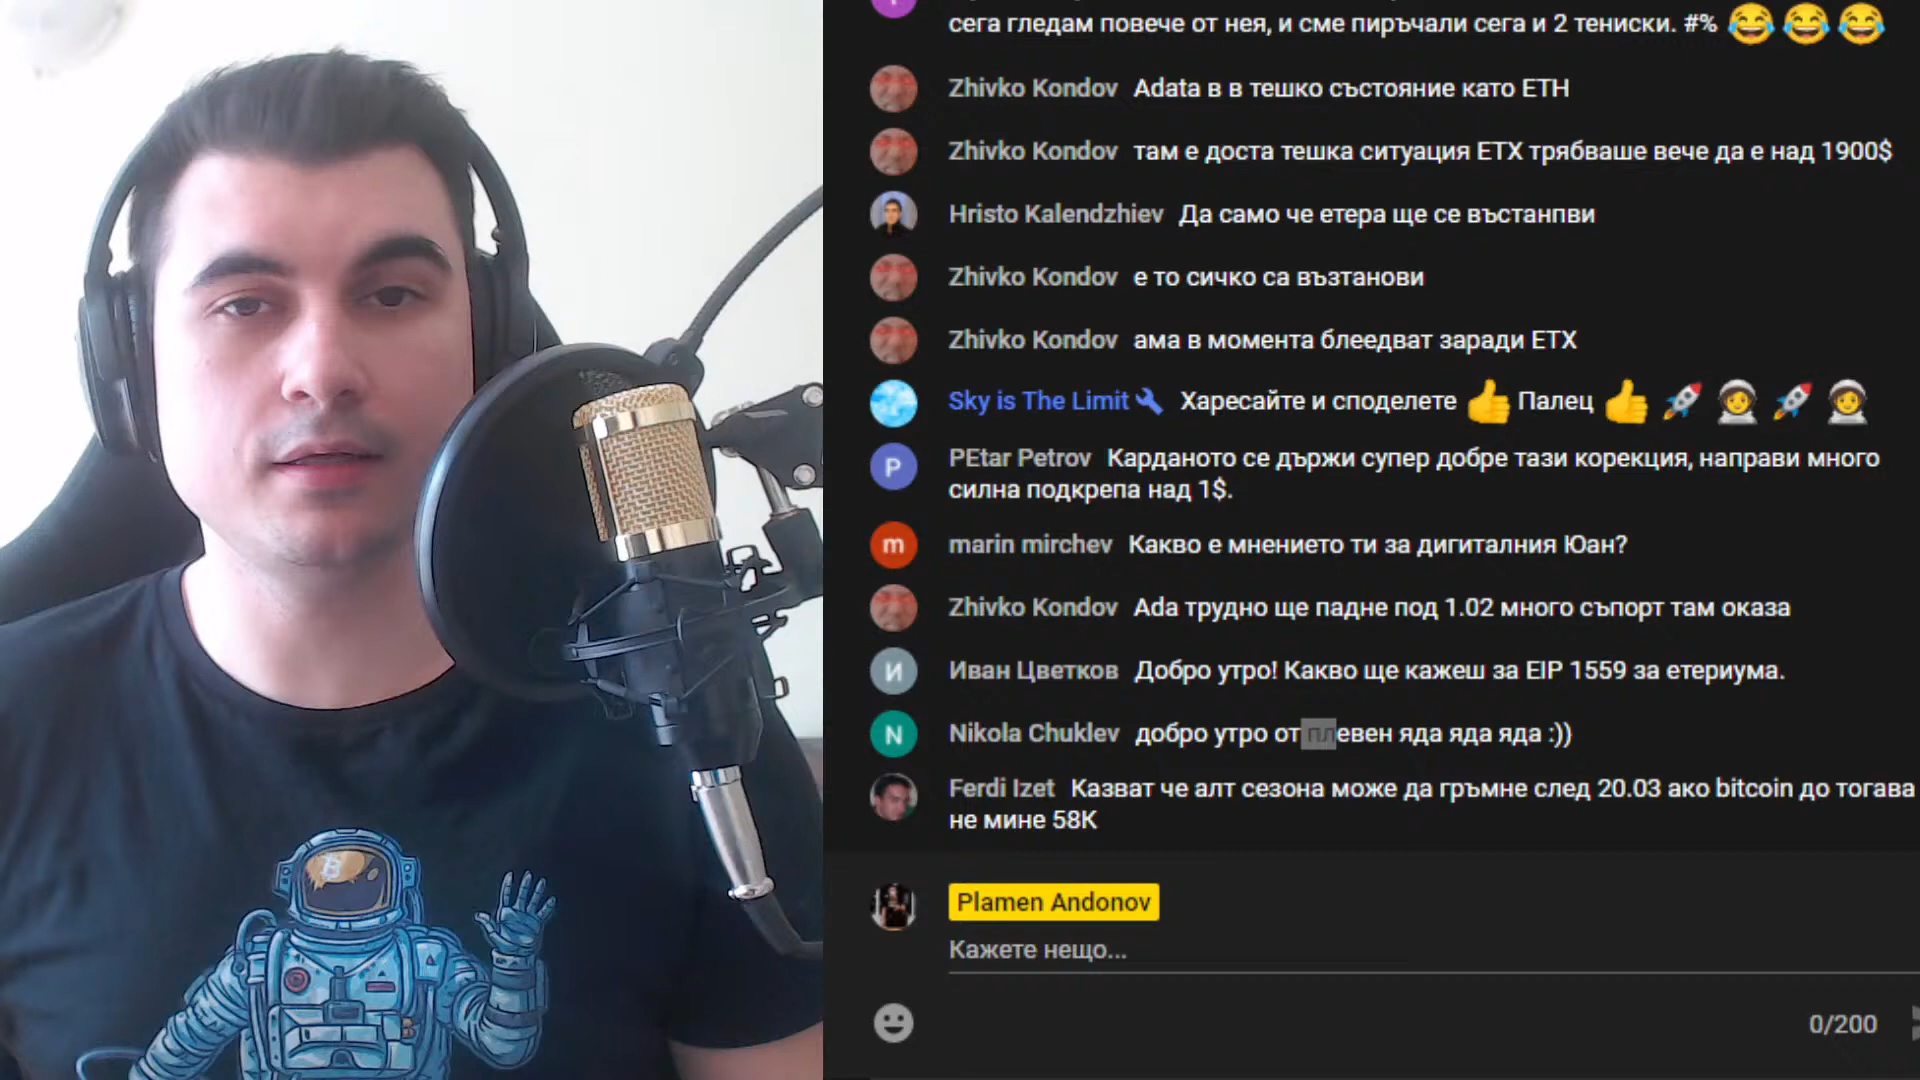 сега гледам повече от нея, и сме пиръчали сега и 2 тениски. #% 😂😂😂
Zhivko Kondov Adata в в тешко състояние като ETH
Zhivko Kondov там е доста тешка ситуация ETX трябваше вече да е над 1900$
Hristo Kalendzhiev Да само че етера ще се въстанпви
Zhivko Kondov е то сичко са възтанови
Zhivko Kondov ама в момента блеедват заради ETX
Sky is The Limit Харесайте и споделете 👍 Палец 👍 🚀 🧑‍🚀 🚀 🧑‍🚀
P PEtar Petrov Карданото се държи супер добре тази корекция, направи много
силна подкрепа над 1$.
m marin mirchev Какво е мнението ти за дигиталния Юан?
Zhivko Kondov Ada трудно ще падне под 1.02 много съпорт там оказа
И Иван Цветков Добро утро! Какво ще кажеш за EIP 1559 за етериума.
N Nikola Chuklev добро утро от плевен яда яда яда :))
Ferdi Izet Казват че алт сезона може да гръмне след 20.03 ако bitcoin до тогава
не мине 58К
Plamen Andonov
Кажете нещо...
0/200